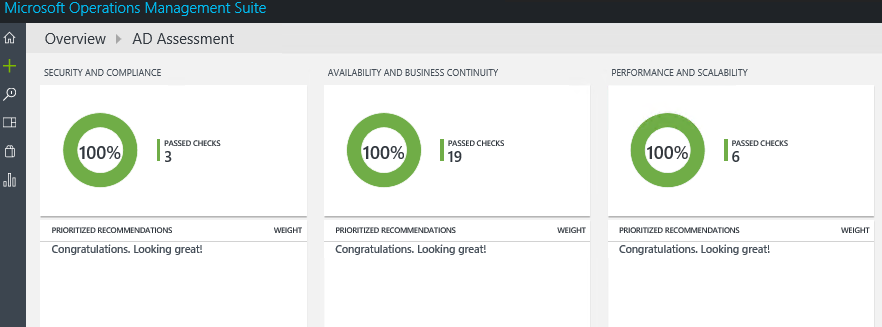 Microsoft Operations Management Suite
Overview AD Assessment
SECURITY AND COMPLIANCE
100%
PASSED CHECKS
3
PRIORITIZED RECOMMENDATIONS WEIGHT
Congratulations. Looking great!
AVAILABILITY AND BUSINESS CONTINUITY
100%
PASSED CHECKS
19
PRIORITIZED RECOMMENDATIONS WEIGHT
Congratulations. Looking great!
PERFORMANCE AND SCALABILITY
100%
PASSED CHECKS
6
PRIORITIZED RECOMMENDATIONS WEIGHT
Congratulations. Looking great!